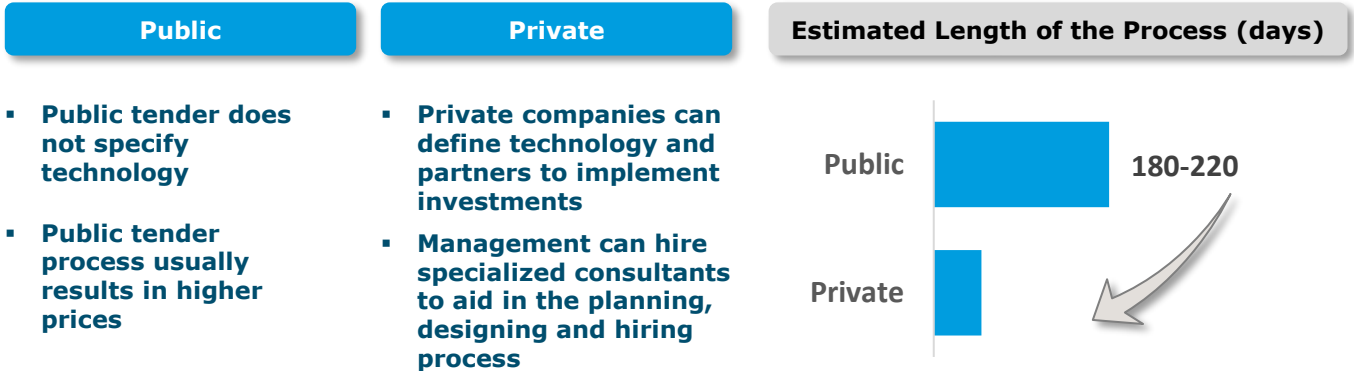 Public
▪ Public tender does
not specify
technology
▪ Public tender
process usually
results in higher
prices
Private
▪ Private companies can
define technology and
partners to implement
investments
▪ Management can hire
specialized consultants
to aid in the planning,
designing and hiring
process
Estimated Length of the Process (days)
Public
180-220
Private